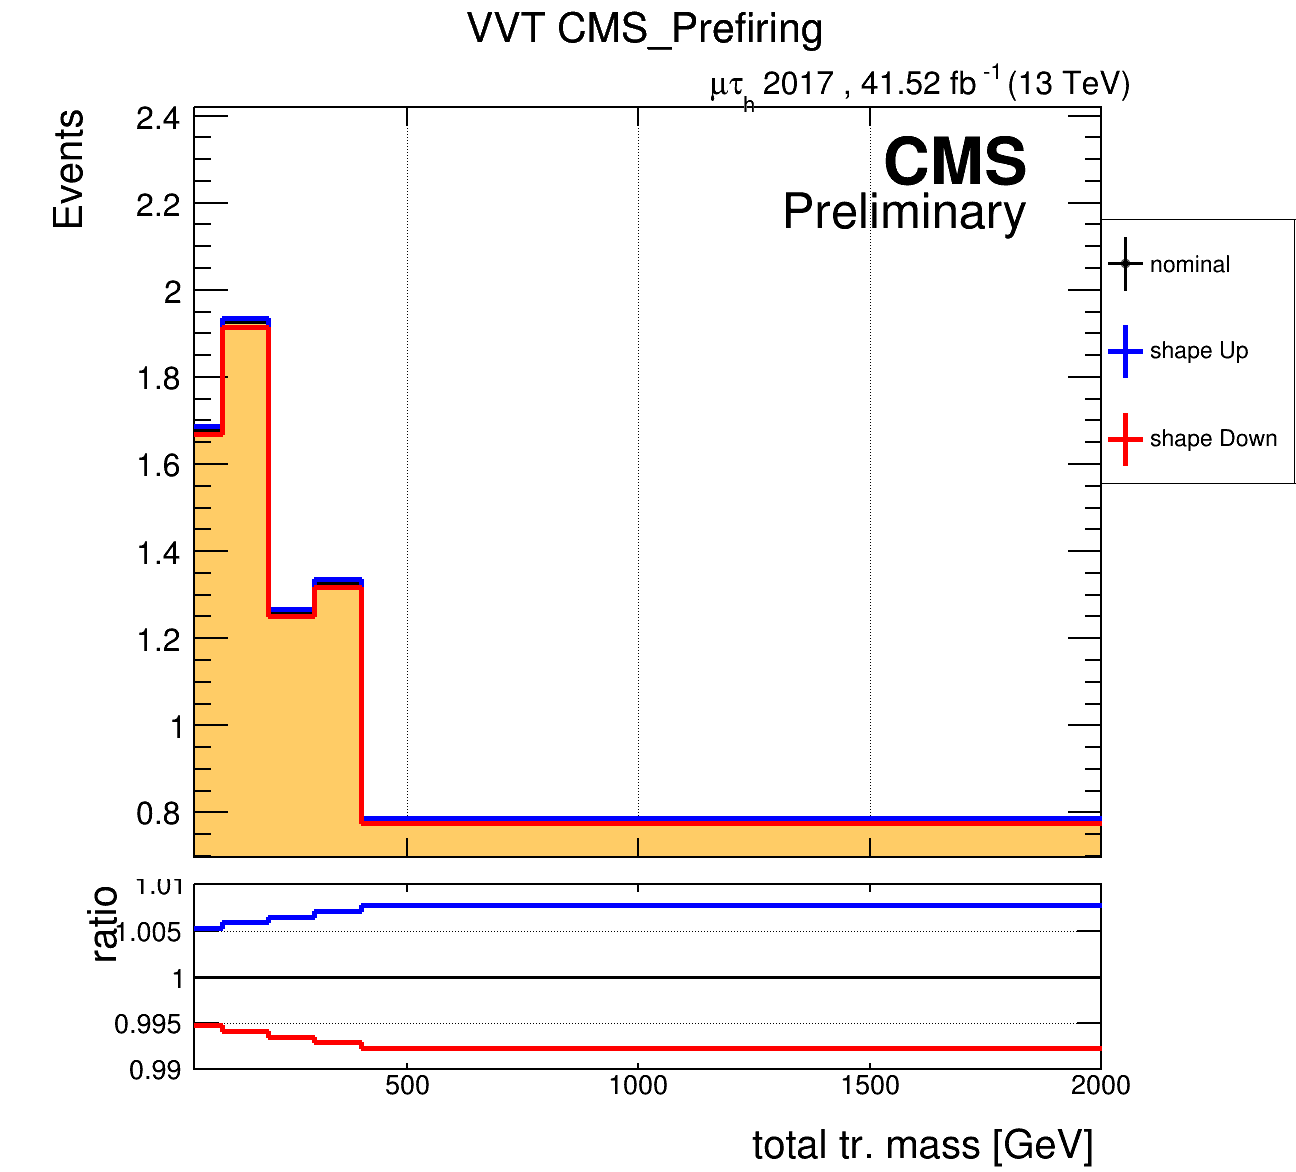 VVT CMS_Prefiring
μτh 2017 , 41.52 fb-1 (13 TeV)
Events
2.4
2.2
2
1.8
1.6
1.4
1.2
1
0.8
CMS
Preliminary
nominal
shape Up
shape Down
ratio
1.01
1.005
1
0.995
0.99
500
1000
1500
2000
total tr. mass [GeV]